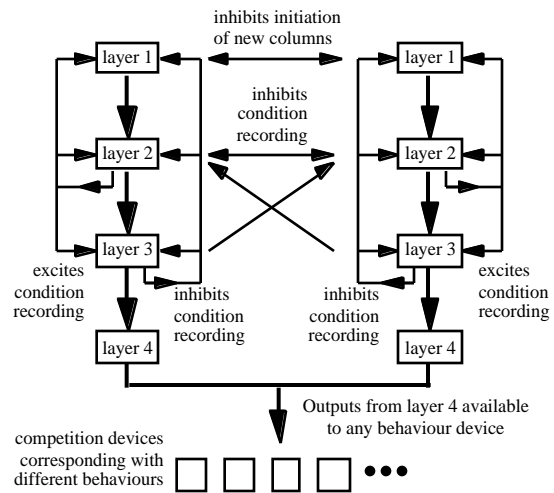 inhibits initiation
of new columns
layer 1
layer 1
inhibits
condition
recording
layer 2
layer 2
layer 3
layer 3
excites
condition
recording
inhibits
condition
recording
inhibits
condition
recording
excites
condition
recording
layer 4
layer 4
Outputs from layer 4 available
to any behaviour device
competition devices
corresponding with
different behaviours